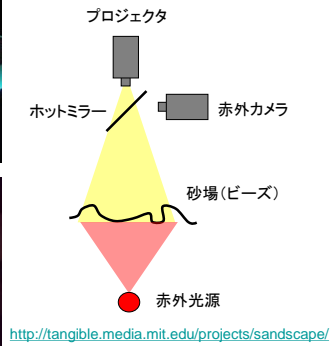 プロジェクタ
ホットミラー
赤外カメラ
砂場(ビーズ)
赤外光源
http://tangible.media.mit.edu/projects/sandscape/